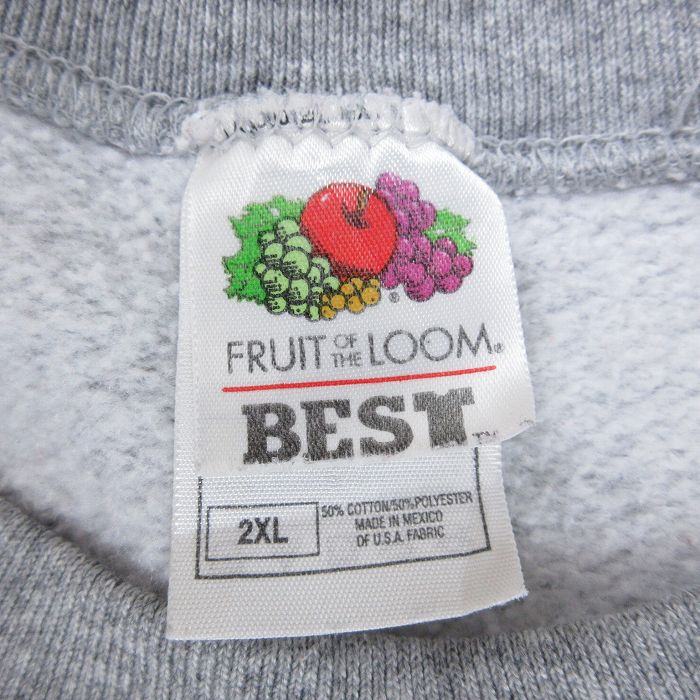 ®
FRUIT OF THE LOOM®
BEST™
2XL
50% COTTON/50% POLYESTER
MADE IN MEXICO
OF U.S.A. FABRIC